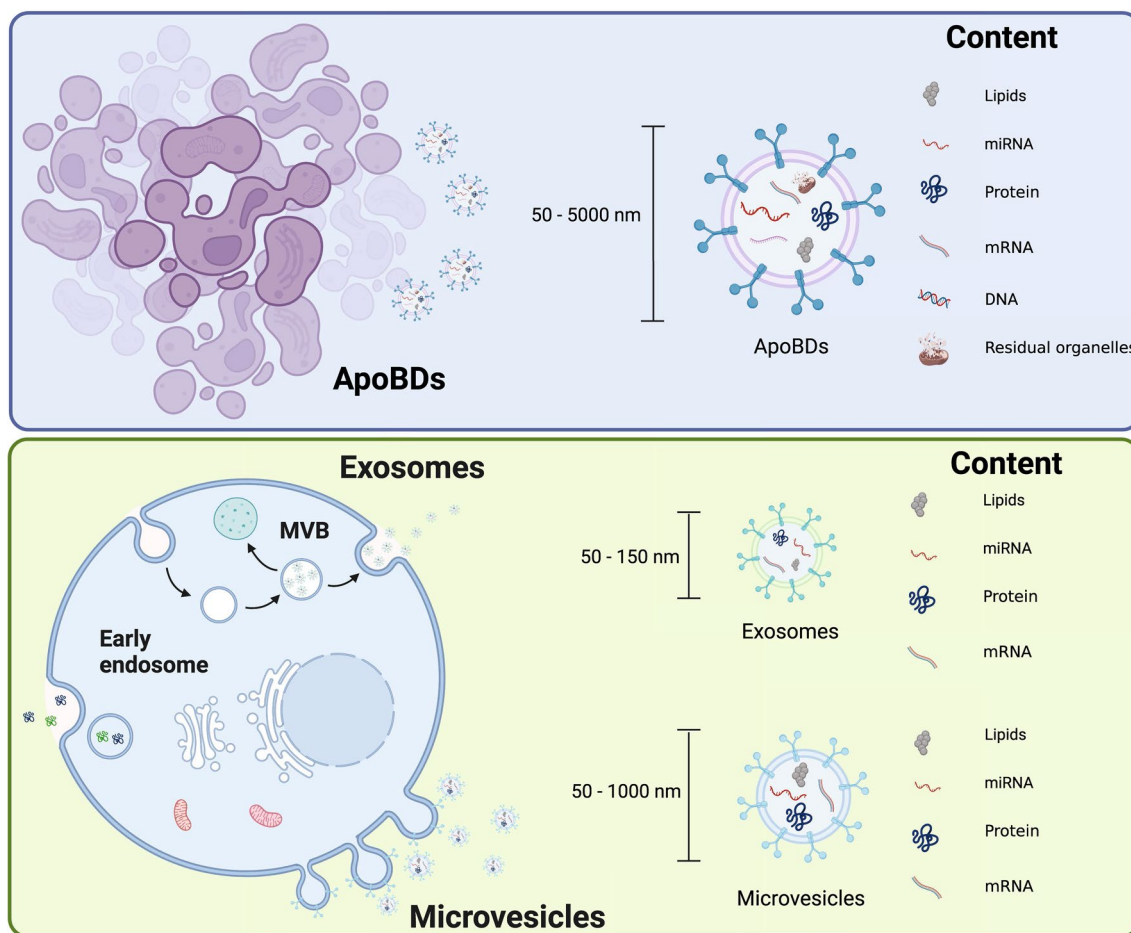 Content
Lipids
miRNA
Protein
mRNA
DNA
Residual organelles
50 - 5000 nm
ApoBDs
ApoBDs
Exosomes
MVB
Early
endosome
Microvesicles
50 - 150 nm
Exosomes
Content
Lipids
miRNA
Protein
mRNA
50 - 1000 nm
Microvesicles
Lipids
miRNA
Protein
mRNA